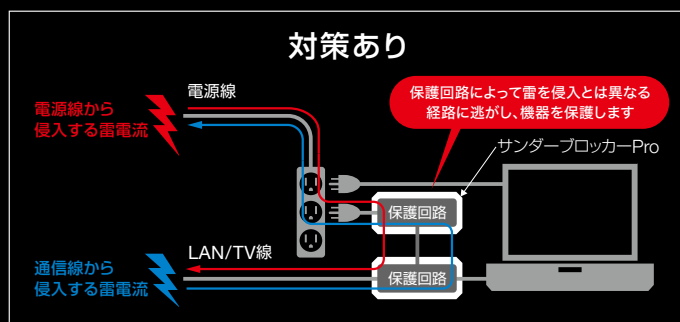 対策あり
電源線
電源線から
侵入する雷電流
保護回路によって雷を侵入とは異なる
経路に逃がし、機器を保護します
サンダーブロッカーPro
保護回路
LAN/TV線
通信線から
侵入する雷電流
保護回路